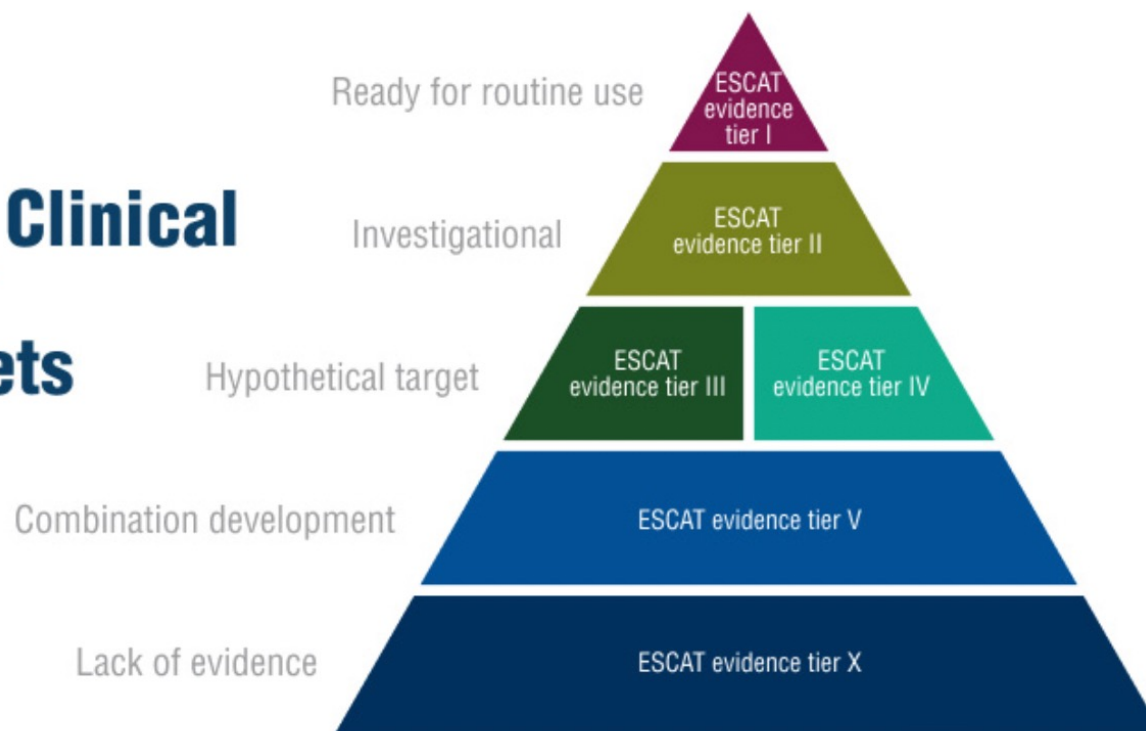 Ready for routine use
ESCAT
evidence
tier I
Clinical
Investigational
ESCAT
evidence tier II
ets
Hypothetical target
ESCAT
evidence tier III
ESCAT
evidence tier IV
Combination development
ESCAT evidence tier V
Lack of evidence
ESCAT evidence tier X